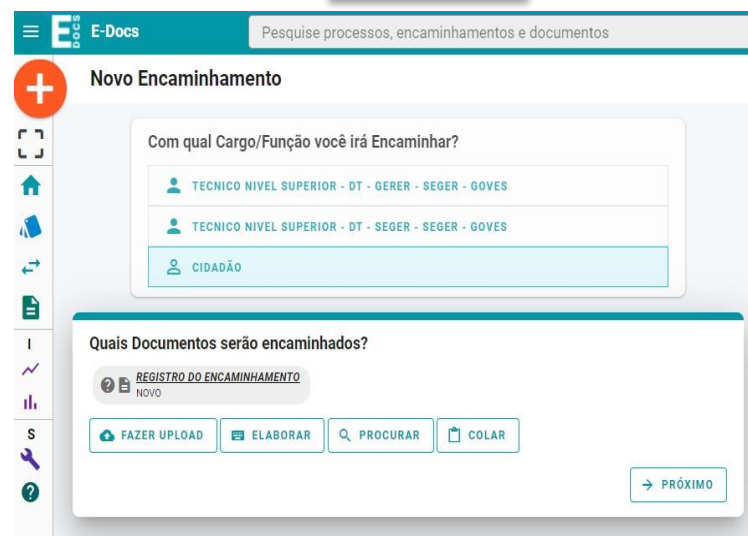 E DOCS
E-Docs
Pesquise processos, encaminhamentos e documentos
Novo Encaminhamento
Com qual Cargo/Função você irá Encaminhar?
TECNICO NIVEL SUPERIOR - DT - GERER - SEGER - GOVES
TECNICO NIVEL SUPERIOR - DT - SEGER - SEGER - GOVES
CIDADÃO
I
S
Quais Documentos serão encaminhados?
REGISTRO DO ENCAMINHAMENTO
NOVO
FAZER UPLOAD
ELABORAR
PROCURAR
COLAR
PRÓXIMO